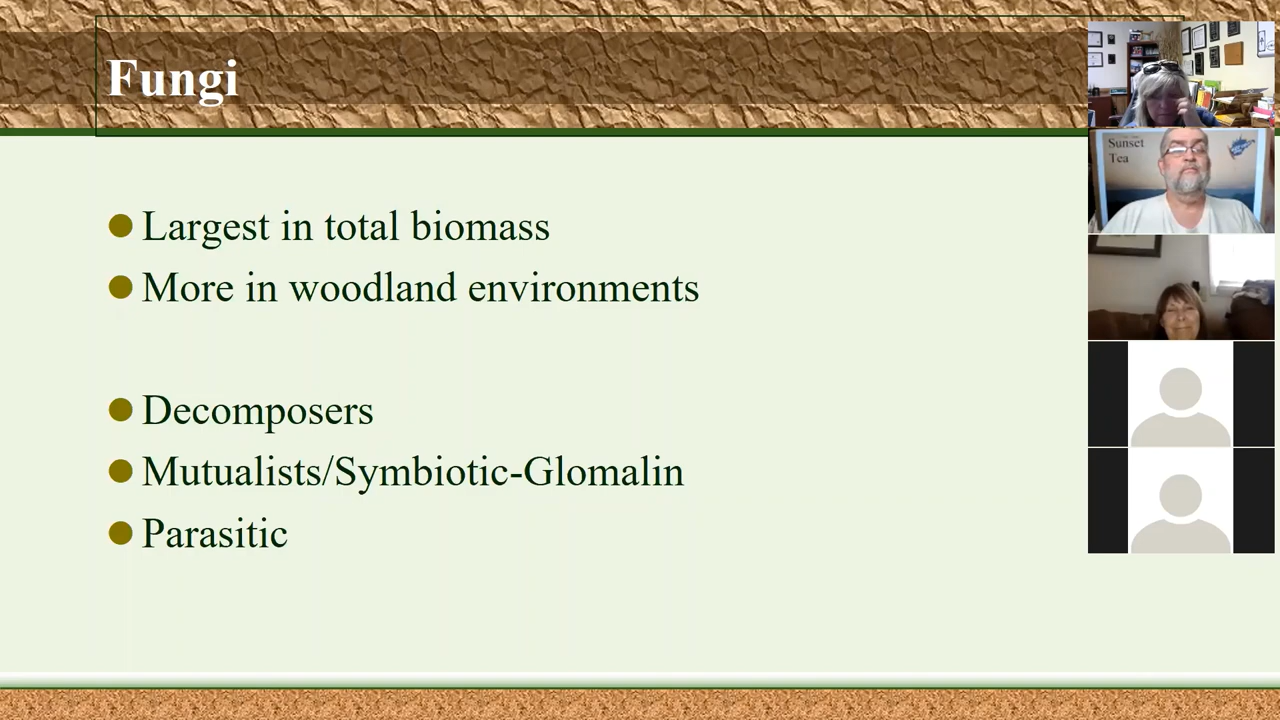 Fungi
Largest in total biomass
More in woodland environments
Decomposers
Mutualists/Symbiotic-Glomalin
Parasitic
Sunset
Tea